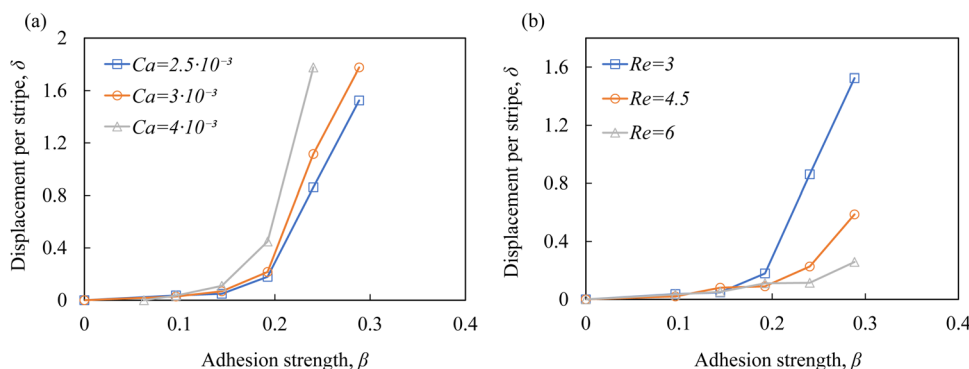 (a)
Displacement per stripe, δ
2
1.6
1.2
0.8
0.4
0
Ca=2.5·10⁻³
Ca=3·10⁻³
Ca=4·10⁻³
0 0.1 0.2 0.3 0.4
Adhesion strength, β
(b)
Displacement per stripe, δ
1.6
1.2
0.8
0.4
0
Re=3
Re=4.5
Re=6
0 0.1 0.2 0.3 0.4
Adhesion strength, β